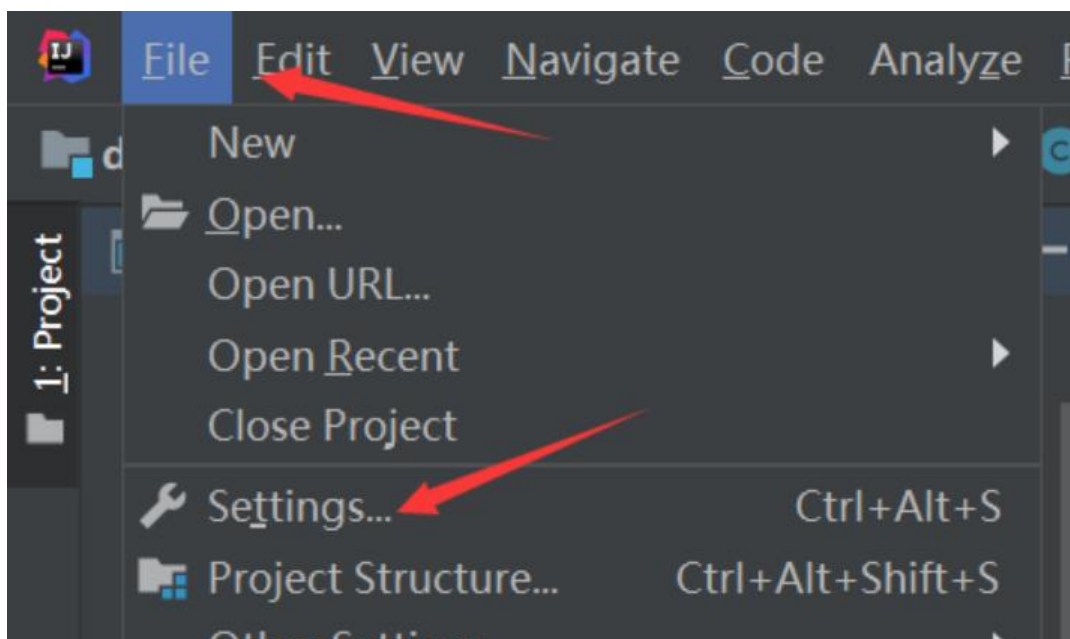 IJ
File Edit View Navigate Code Analyze
d
New
Open...
Open URL...
Open Recent
Close Project
Settings... Ctrl+Alt+S
Project Structure... Ctrl+Alt+Shift+S
1: Project
C